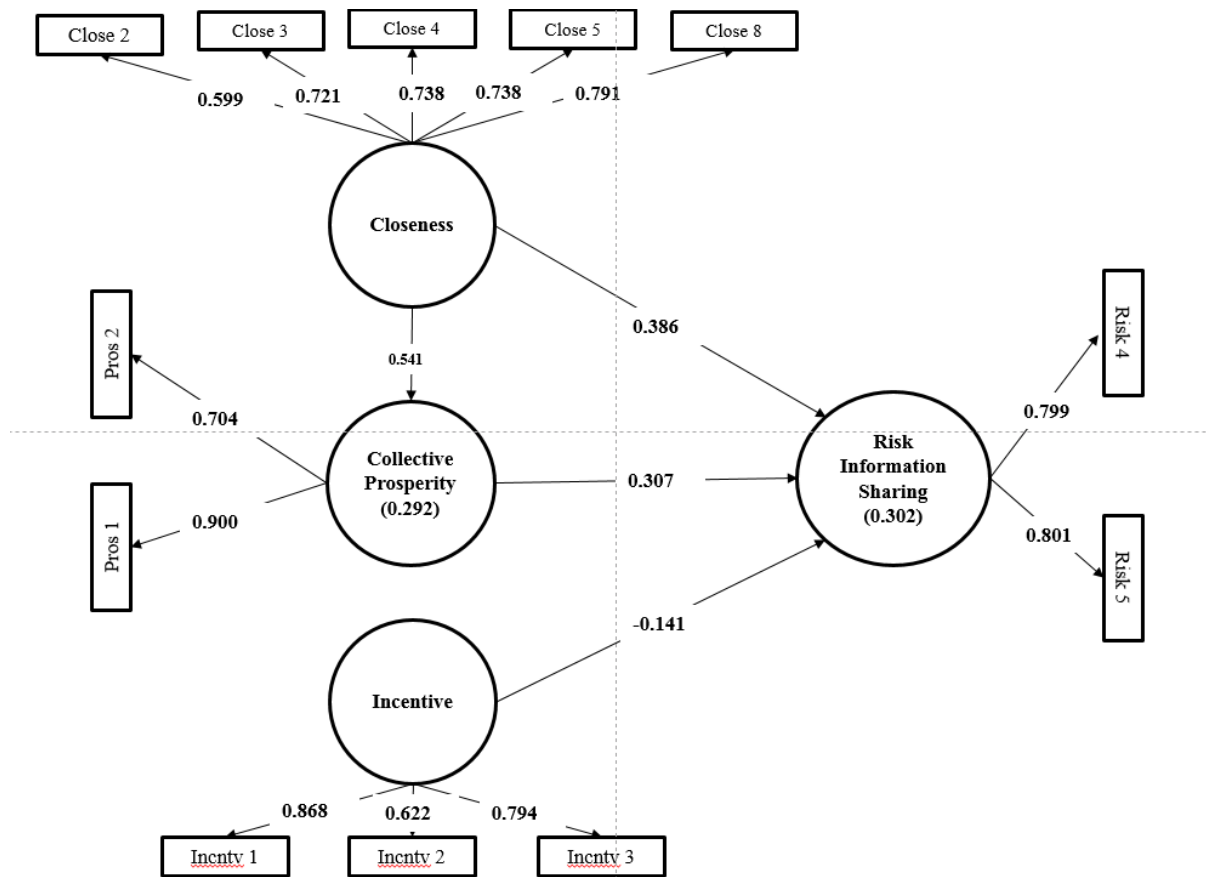 Close 2
Close 3
Close 4
Close 5
Close 8
0.599
0.721
0.738
0.738
0.791
Closeness
0.386
0.541
Pros 2
0.704
Pros 1
0.900
Collective
Prosperity
(0.292)
0.307
Risk
Information
Sharing
(0.302)
Risk 4
0.799
0.801
Risk 5
-0.141
Incentive
0.868
0.622
0.794
Incntv 1
Incntv 2
Incntv 3